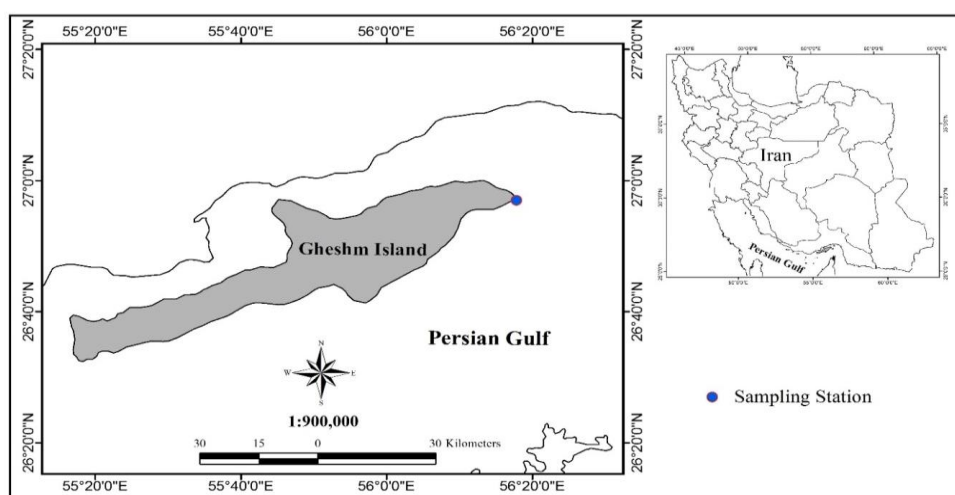 55°20'0"E 55°40'0"E 56°0'0"E 56°20'0"E
27°20'0"N
27°20'0"N
27°0'0"N
27°0'0"N
26°40'0"N
26°40'0"N
26°20'0"N
26°20'0"N
Gheshm Island
Persian Gulf
N
W E
S
1:900,000
30 15 0 30 Kilometers
55°20'0"E 55°40'0"E 56°0'0"E 56°20'0"E
Iran
Persian Gulf
Sampling Station